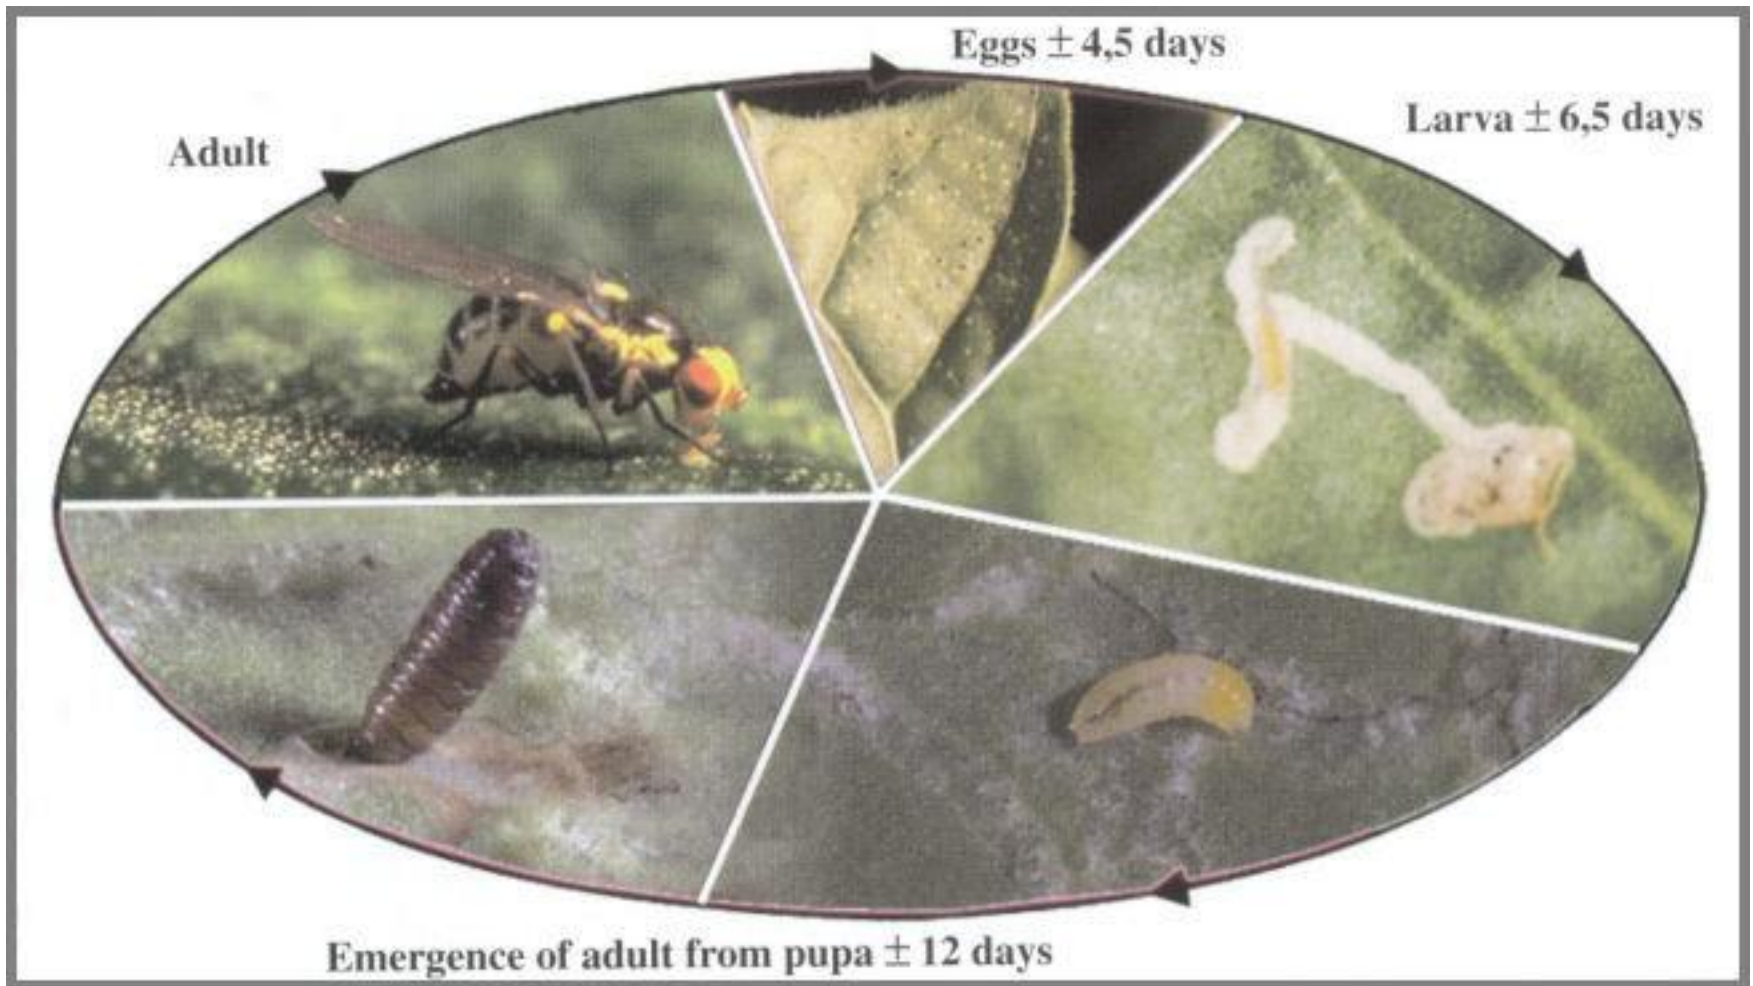 Eggs ± 4,5 days
Larva ± 6,5 days
Adult
Emergence of adult from pupa ± 12 days